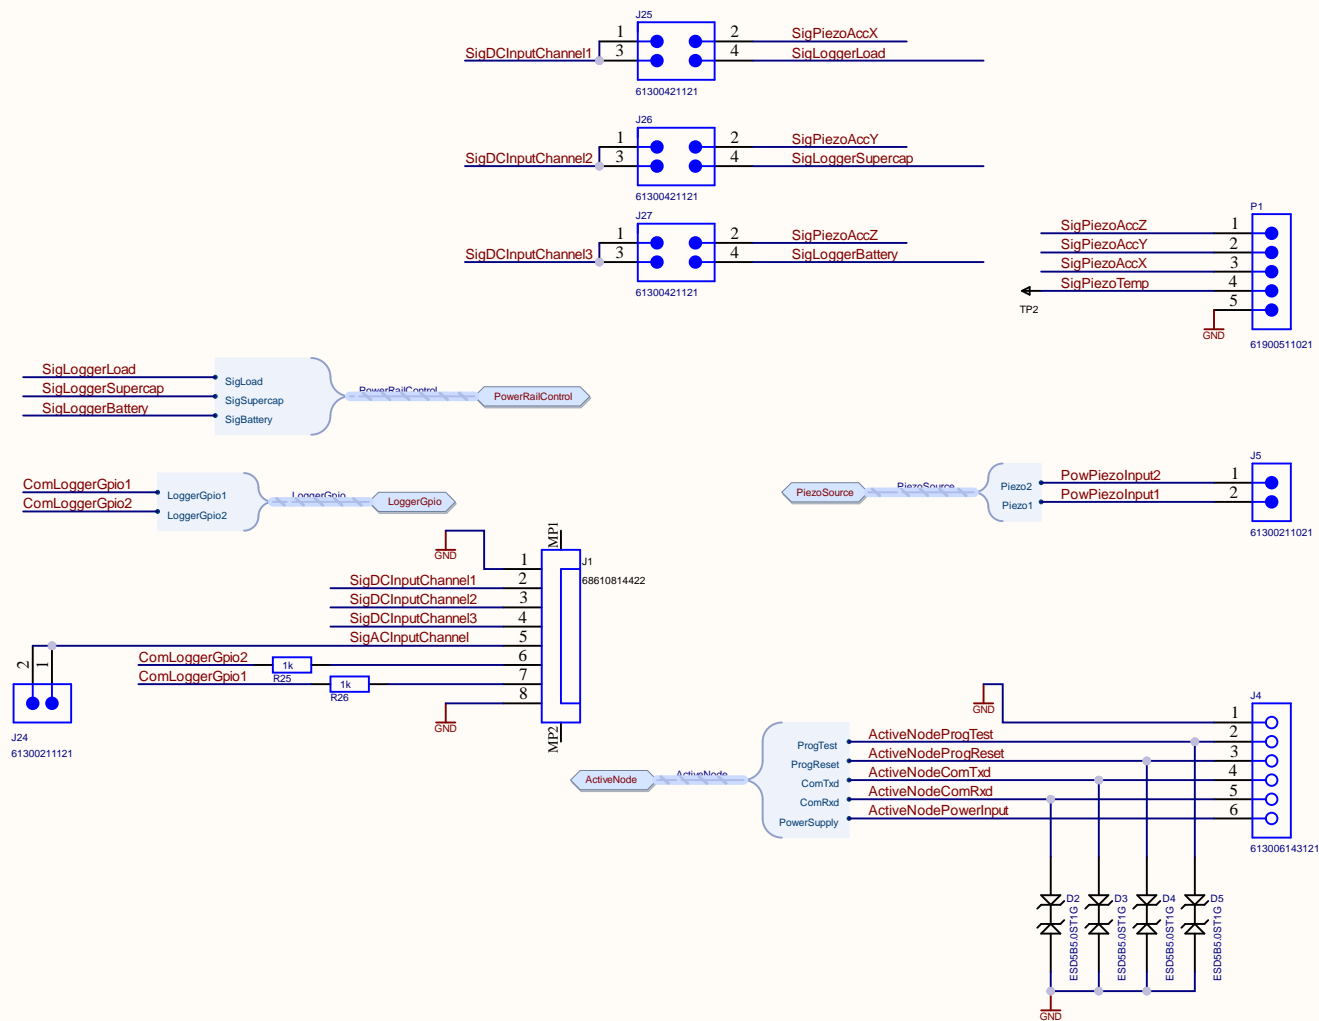 J25
1 2 SigPiezoAccX
SigDCInputChannel1 3 4 SigLoggerLoad
61300421121
J26
1 2 SigPiezoAccY
SigDCInputChannel2 3 4 SigLoggerSupercap
61300421121
J27
1 2 SigPiezoAccZ
SigDCInputChannel3 3 4 SigLoggerBattery
61300421121
P1
SigPiezoAccZ 1
SigPiezoAccY 2
SigPiezoAccX 3
SigPiezoTemp 4
TP2
5
GND
61900511021
SigLoggerLoad SigLoad
SigLoggerSupercap SigSupercap
SigLoggerBattery SigBattery
PowerRailControl PowerRailControl
ComLoggerGpio1 LoggerGpio1
ComLoggerGpio2 LoggerGpio2
LoggerGpio LoggerGpio
J5
PiezoSource PiezoSource
Piezo2 PowPiezoInput2 1
Piezo1 PowPiezoInput1 2
61300211021
MP1
J1
68610814422
GND 1
SigDCInputChannel1 2
SigDCInputChannel2 3
SigDCInputChannel3 4
SigACInputChannel 5
ComLoggerGpio2 1k 6
R25
ComLoggerGpio1 1k 7
R26
8
GND
MP2
2 1
J24
61300211121
J4
GND
1
ProgTest ActiveNodeProgTest 2
ProgReset ActiveNodeProgReset 3
ComTxd ActiveNodeComTxd 4
ComRxd ActiveNodeComRxd 5
PowerSupply ActiveNodePowerInput 6
ActiveNode ActiveNode
613006143121
D2 D3 D4 D5
ESD5B5.0ST1G ESD5B5.0ST1G ESD5B5.0ST1G ESD5B5.0ST1G
GND